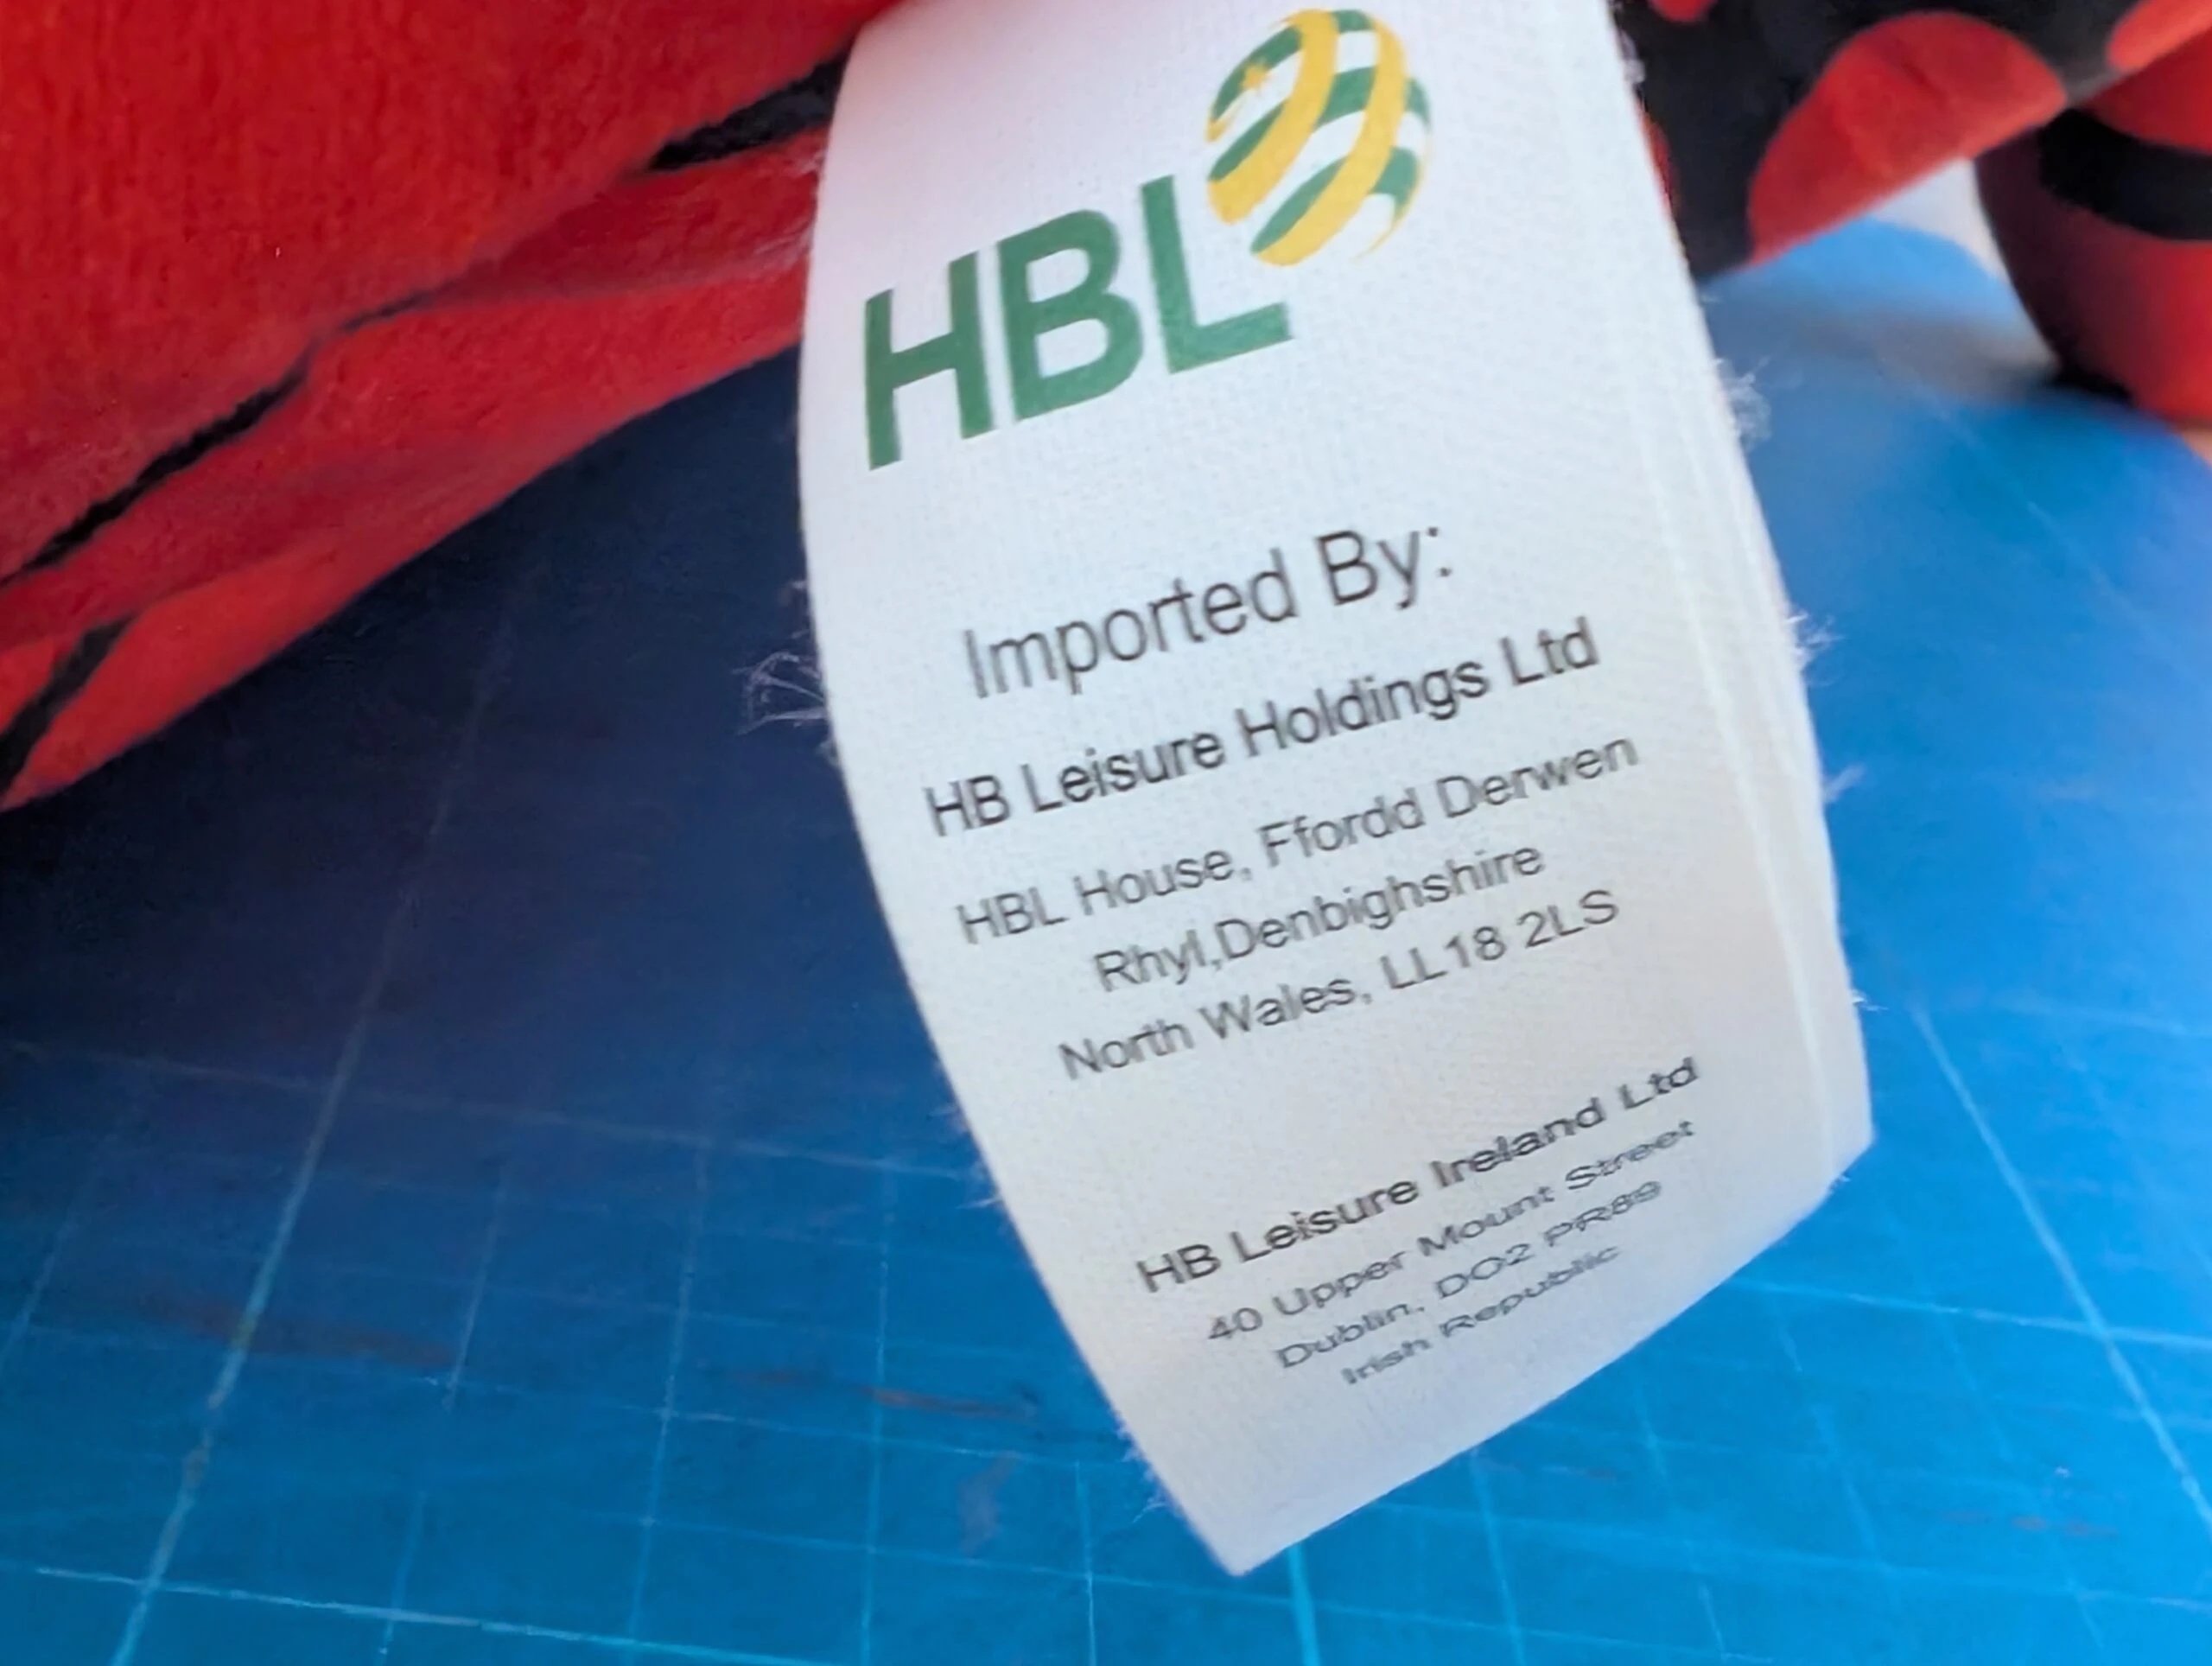 HBL
Imported By:
HB Leisure Holdings Ltd
HBL House, Ffordd Derwen
Rhyl,Denbighshire
North Wales, LL18 2LS
HB Leisure Ireland Ltd
40 Upper Mount Street
Dublin, DO2 PR89
Irish Republic